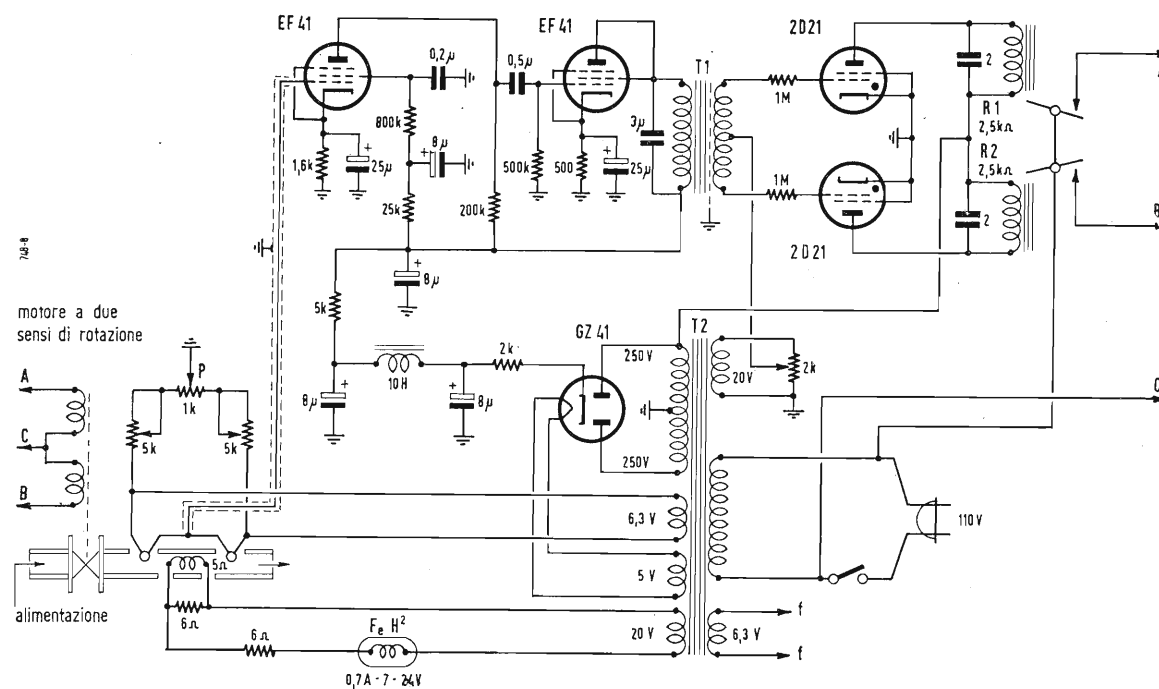 EF 41
EF 41
2D21
0,2µ
0,5µ
T1
800k
8µ
1,6k
25µ
25k
200k
500k
500
25µ
3µ
1M
1M
2
R1
2,5kΩ
R2
2,5kΩ
2
2D21
B
748-8
8µ
5k
motore a due
sensi di rotazione
A
C
B
P
1k
5k
5k
8µ
10H
8µ
2k
GZ 41
T2
250V
250V
20V
2k
C
6,3 V
5 V
20 V
6,3 V
110V
f
f
5Ω
6Ω
6Ω
alimentazione
Fe H²
0,7A - 7 - 24V